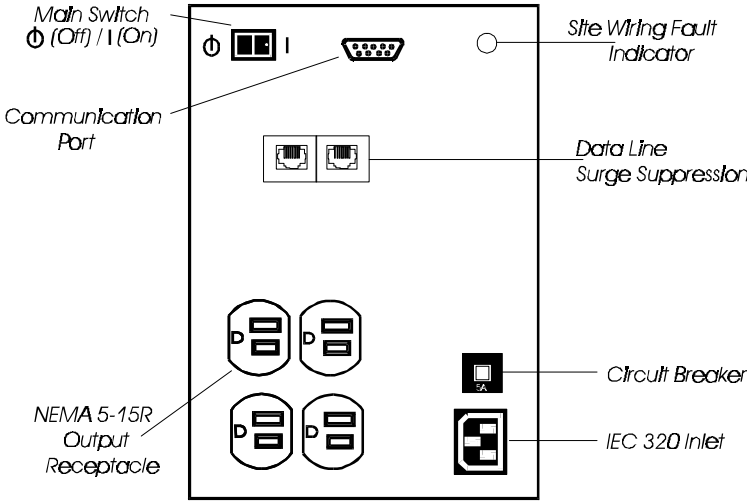 Main Switch
⏻ (Off) / I (On)
⏻ I
Site Wiring Fault
Indicator
Communication
Port
Data Line
Surge Suppression
5A
Circuit Breaker
NEMA 5-15R
Output
Receptacle
IEC 320 Inlet